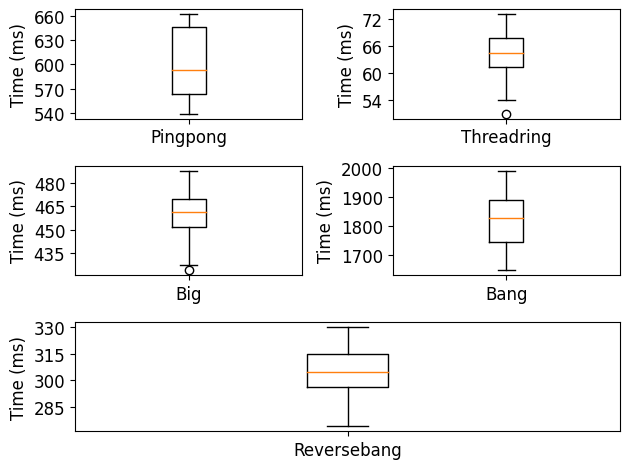 Time (ms)
660
630
600
570
540
Pingpong
Time (ms)
72
66
60
54
Threadring
Time (ms)
480
465
450
435
Big
Time (ms)
2000
1900
1800
1700
Bang
Time (ms)
330
315
300
285
Reversebang